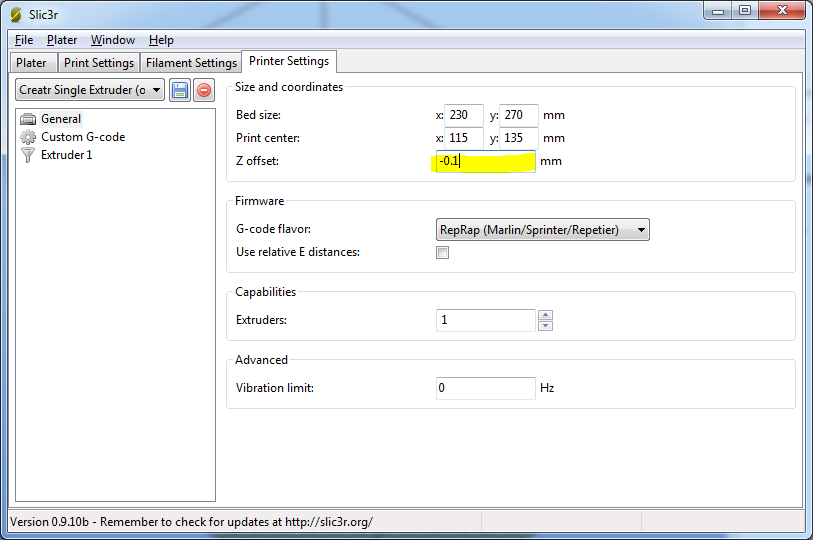 Slic3r
File Plater Window Help
Plater Print Settings Filament Settings Printer Settings
Creatr Single Extruder (o
General
Custom G-code
Extruder 1
Size and coordinates
Bed size: x: 230 y: 270 mm
Print center: x: 115 y: 135 mm
Z offset: -0.1 mm
Firmware
G-code flavor: RepRap (Marlin/Sprinter/Repetier)
Use relative E distances:
Capabilities
Extruders: 1
Advanced
Vibration limit: 0 Hz
Version 0.9.10b - Remember to check for updates at http://slic3r.org/